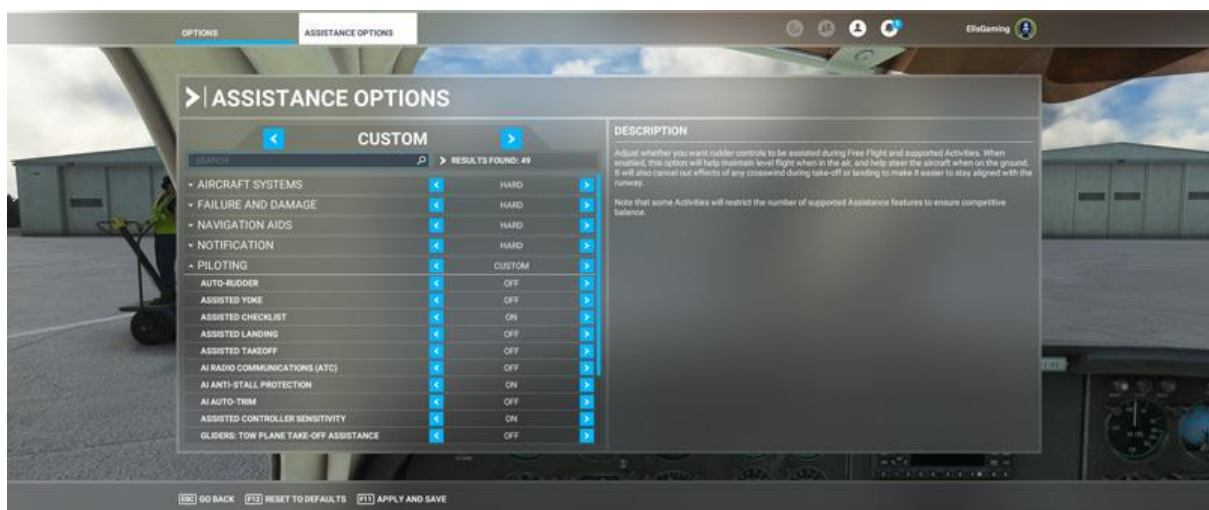 OPTIONS
ASSISTANCE OPTIONS
EllsGaming
ASSISTANCE OPTIONS
CUSTOM
SEARCH
RESULTS FOUND: 49
AIRCRAFT SYSTEMS HARD
FAILURE AND DAMAGE HARD
NAVIGATION AIDS HARD
NOTIFICATION HARD
PILOTING CUSTOM
AUTO-RUDDER OFF
ASSISTED YOKE OFF
ASSISTED CHECKLIST ON
ASSISTED LANDING OFF
ASSISTED TAKEOFF OFF
AI RADIO COMMUNICATIONS (ATC) OFF
AI ANTI-STALL PROTECTION ON
AI AUTO-TRIM OFF
ASSISTED CONTROLLER SENSITIVITY ON
GLIDERS: TOW PLANE TAKE-OFF ASSISTANCE OFF
DESCRIPTION
Adjust whether you want rudder controls to be assisted during Free Flight and supported Activities. When
enabled, this option will help maintain level flight when in the air, and help steer the aircraft when on the ground.
It will also cancel out effects of any crosswind during take-off or landing to make it easier to stay aligned with the
runway.
Note that some Activities will restrict the number of supported Assistance features to ensure competitive
balance.
ESC GO BACK F12 RESET TO DEFAULTS F11 APPLY AND SAVE